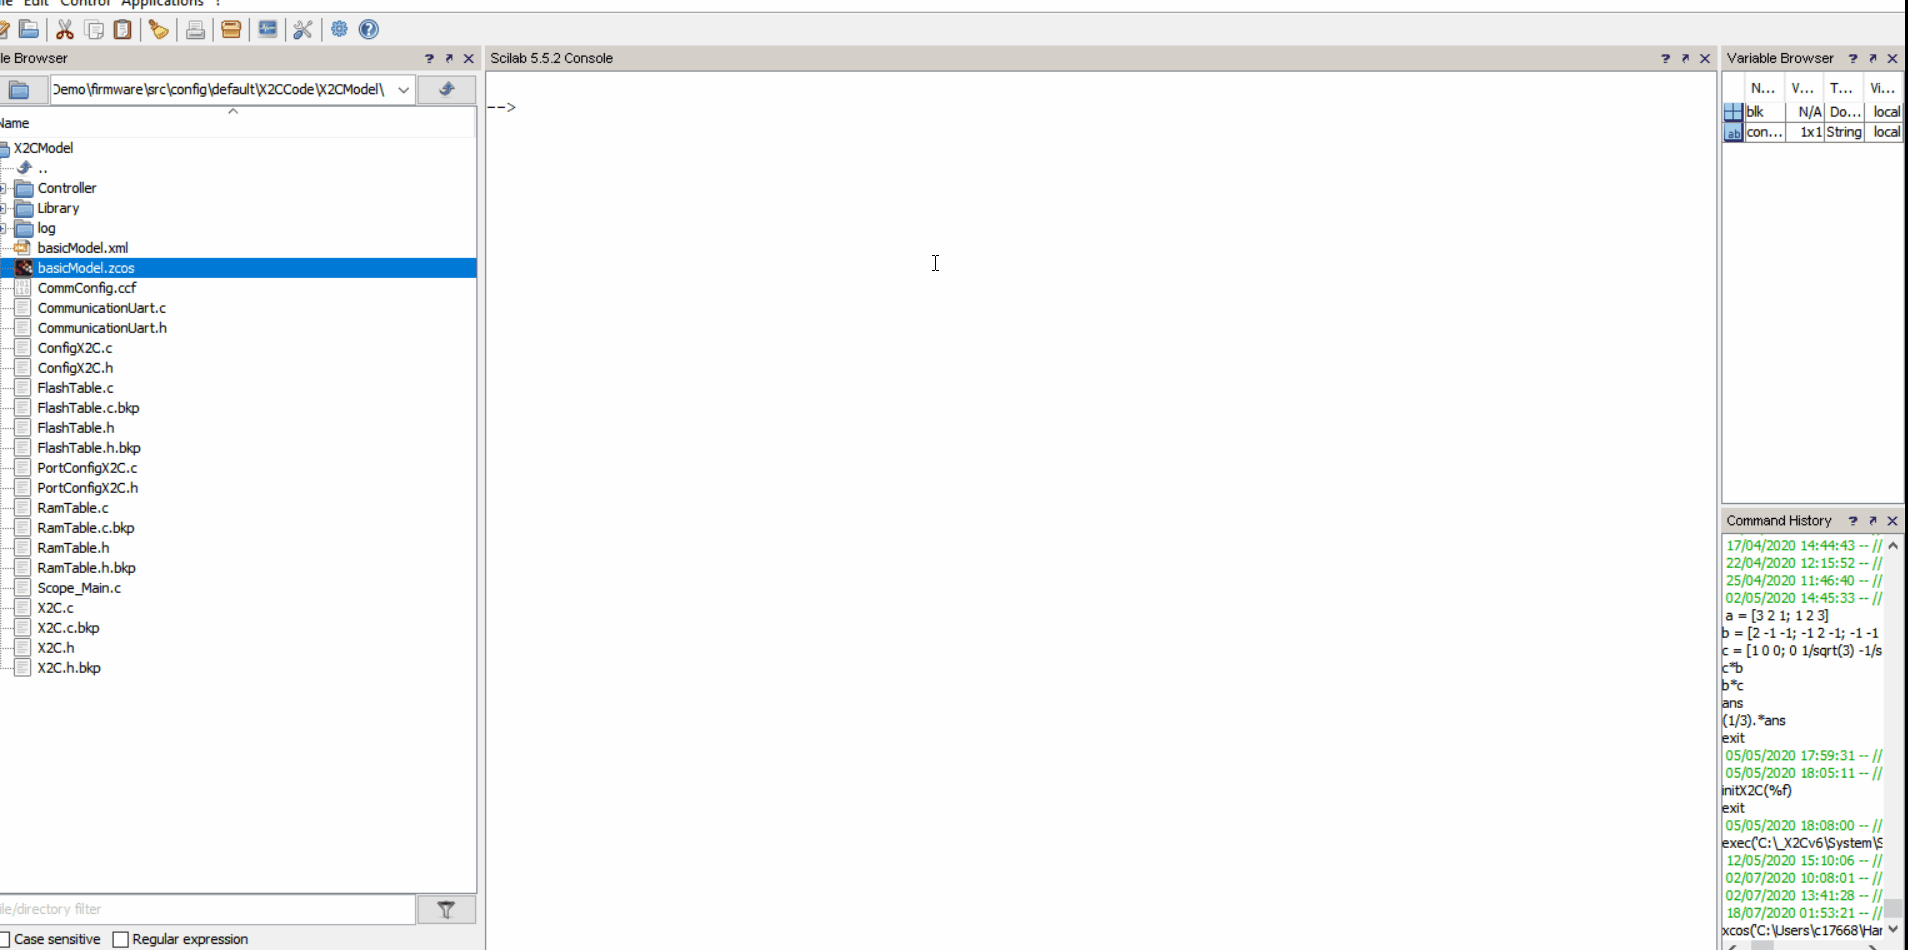 le Edit Control Applications ?
le Browser
Scilab 5.5.2 Console
Variable Browser
Demo\firmware\src\config\default\X2CCode\X2CModel\
Name
X2CModel
..
Controller
Library
log
basicModel.xml
basicModel.zcos
CommConfig.ccf
CommunicationUart.c
CommunicationUart.h
ConfigX2C.c
ConfigX2C.h
FlashTable.c
FlashTable.c.bkp
FlashTable.h
FlashTable.h.bkp
PortConfigX2C.c
PortConfigX2C.h
RamTable.c
RamTable.c.bkp
RamTable.h
RamTable.h.bkp
Scope_Main.c
X2C.c
X2C.c.bkp
X2C.h
X2C.h.bkp
ile/directory filter
Case sensitive Regular expression
-->
N... V... T... Vi...
blk N/A Do... local
con... 1x1 String local
Command History
17/04/2020 14:44:43 -- //
22/04/2020 12:15:52 -- //
25/04/2020 11:46:40 -- //
02/05/2020 14:45:33 -- //
a = [3 2 1; 1 2 3]
b = [2 -1 -1; -1 2 -1; -1 -1
c = [1 0 0; 0 1/sqrt(3) -1/s
c*b
b*c
ans
(1/3).*ans
exit
05/05/2020 17:59:31 -- //
05/05/2020 18:05:11 -- //
initX2C(%f)
exit
05/05/2020 18:08:00 -- //
exec('C:\_X2Cv6\System\S
12/05/2020 15:10:06 -- //
02/07/2020 10:08:01 -- //
02/07/2020 13:41:28 -- //
18/07/2020 01:53:21 -- //
xcos('C:\Users\c17668\Har